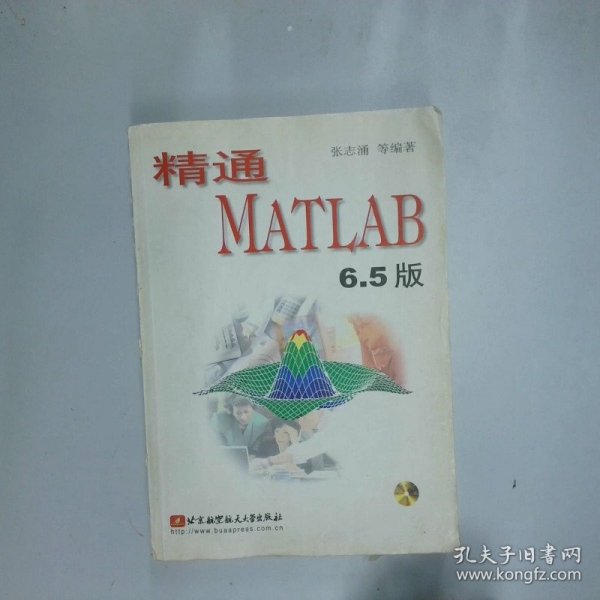 张志涌 等编著
精通
MATLAB
6.5版
北京航空航天大学出版社
http://www.buaapress.com.cn
孔夫子旧书网
www.kongfz.com